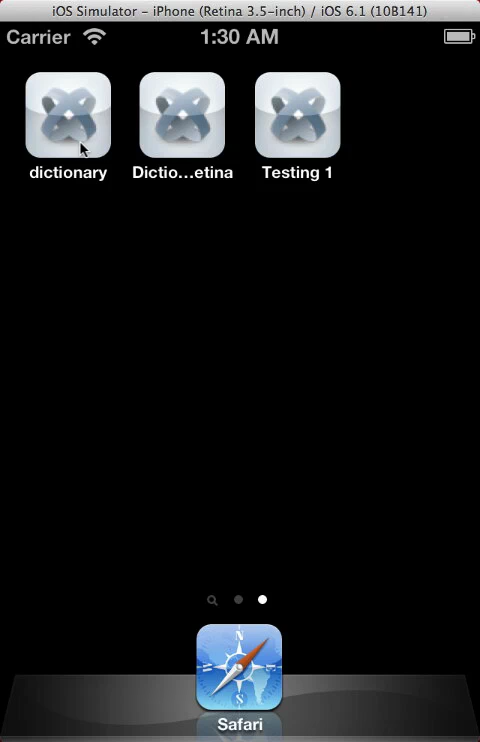 iOS Simulator - iPhone (Retina 3.5-inch) / iOS 6.1 (10B141)
Carrier 1:30 AM
dictionary Dictio...etina Testing 1
N
S
Safari